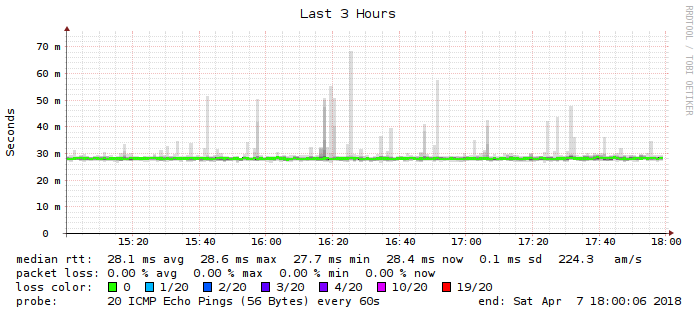 Last 3 Hours
RRDTOOL / TOBI OETIKER
Seconds
70 m
60 m
50 m
40 m
30 m
20 m
10 m
0
15:20 15:40 16:00 16:20 16:40 17:00 17:20 17:40 18:00
median rtt: 28.1 ms avg 28.6 ms max 27.7 ms min 28.4 ms now 0.1 ms sd 224.3 am/s
packet loss: 0.00 % avg 0.00 % max 0.00 % min 0.00 % now
loss color: 0 1/20 2/20 3/20 4/20 10/20 19/20
probe: 20 ICMP Echo Pings (56 Bytes) every 60s end: Sat Apr 7 18:00:06 2018